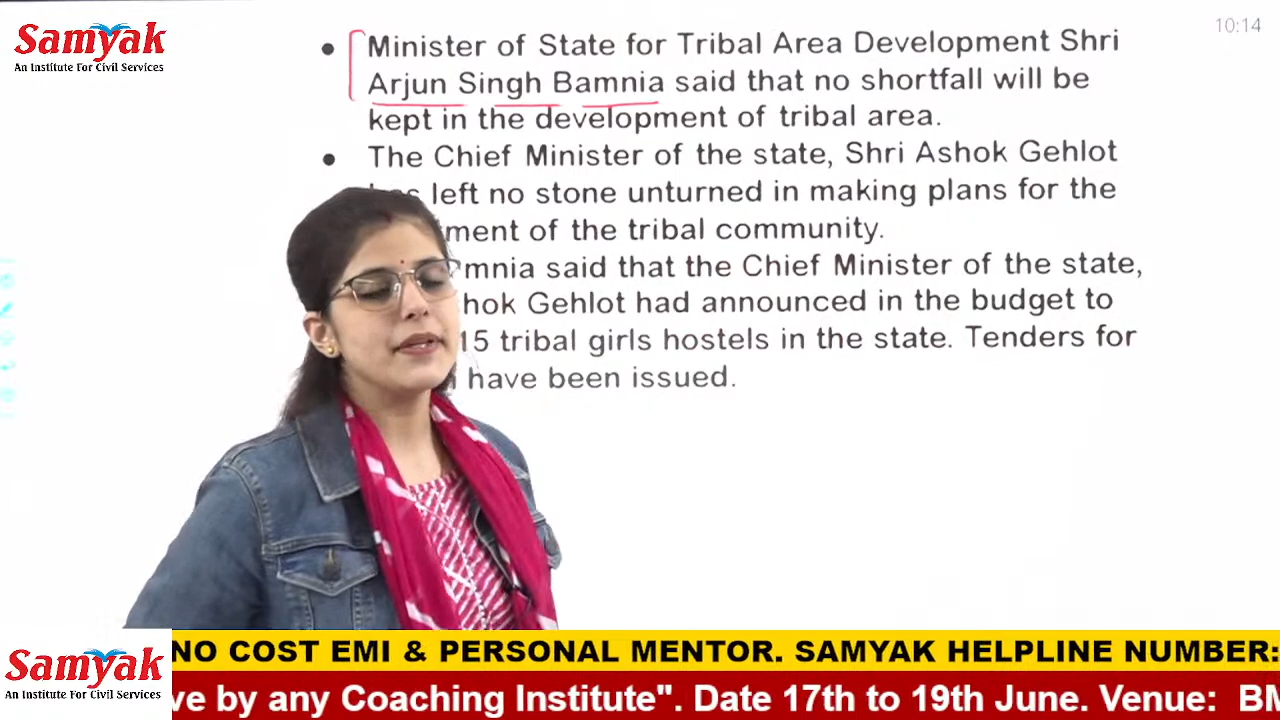 Samyak
An Institute For Civil Services
10:14
Minister of State for Tribal Area Development Shri
Arjun Singh Bamnia said that no shortfall will be
kept in the development of tribal area.
The Chief Minister of the state, Shri Ashok Gehlot
left no stone unturned in making plans for the
ment of the tribal community.
mnia said that the Chief Minister of the state,
hok Gehlot had announced in the budget to
15 tribal girls hostels in the state. Tenders for
have been issued.
Samyak
An Institute For Civil Services
NO COST EMI & PERSONAL MENTOR. SAMYAK HELPLINE NUMBER:
ve by any Coaching Institute". Date 17th to 19th June. Venue: BM